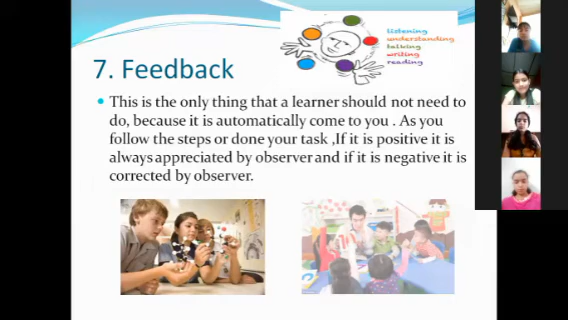 listening
understanding
talking
writing
reading
7. Feedback
• This is the only thing that a learner should not need to
do, because it is automatically come to you . As you
follow the steps or done your task ,If it is positive it is
always appreciated by observer and if it is negative it is
corrected by observer.